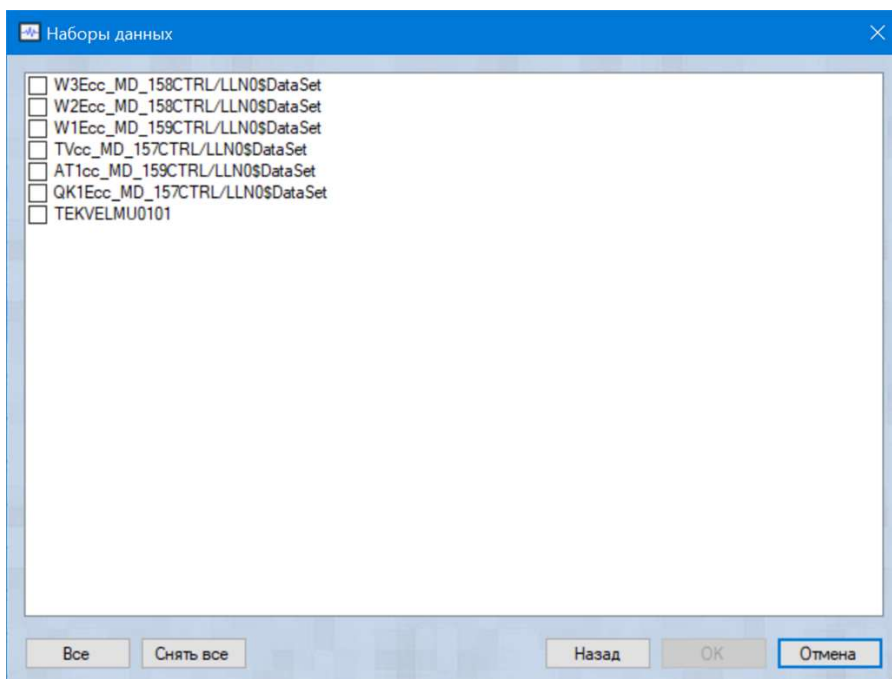 Наборы данных
W3Ecc_MD_158CTRL/LLN0$DataSet
W2Ecc_MD_158CTRL/LLN0$DataSet
W1Ecc_MD_159CTRL/LLN0$DataSet
TVcc_MD_157CTRL/LLN0$DataSet
AT1cc_MD_159CTRL/LLN0$DataSet
QK1Ecc_MD_157CTRL/LLN0$DataSet
TEKVELMU0101
Все Снять все Назад OK Отмена